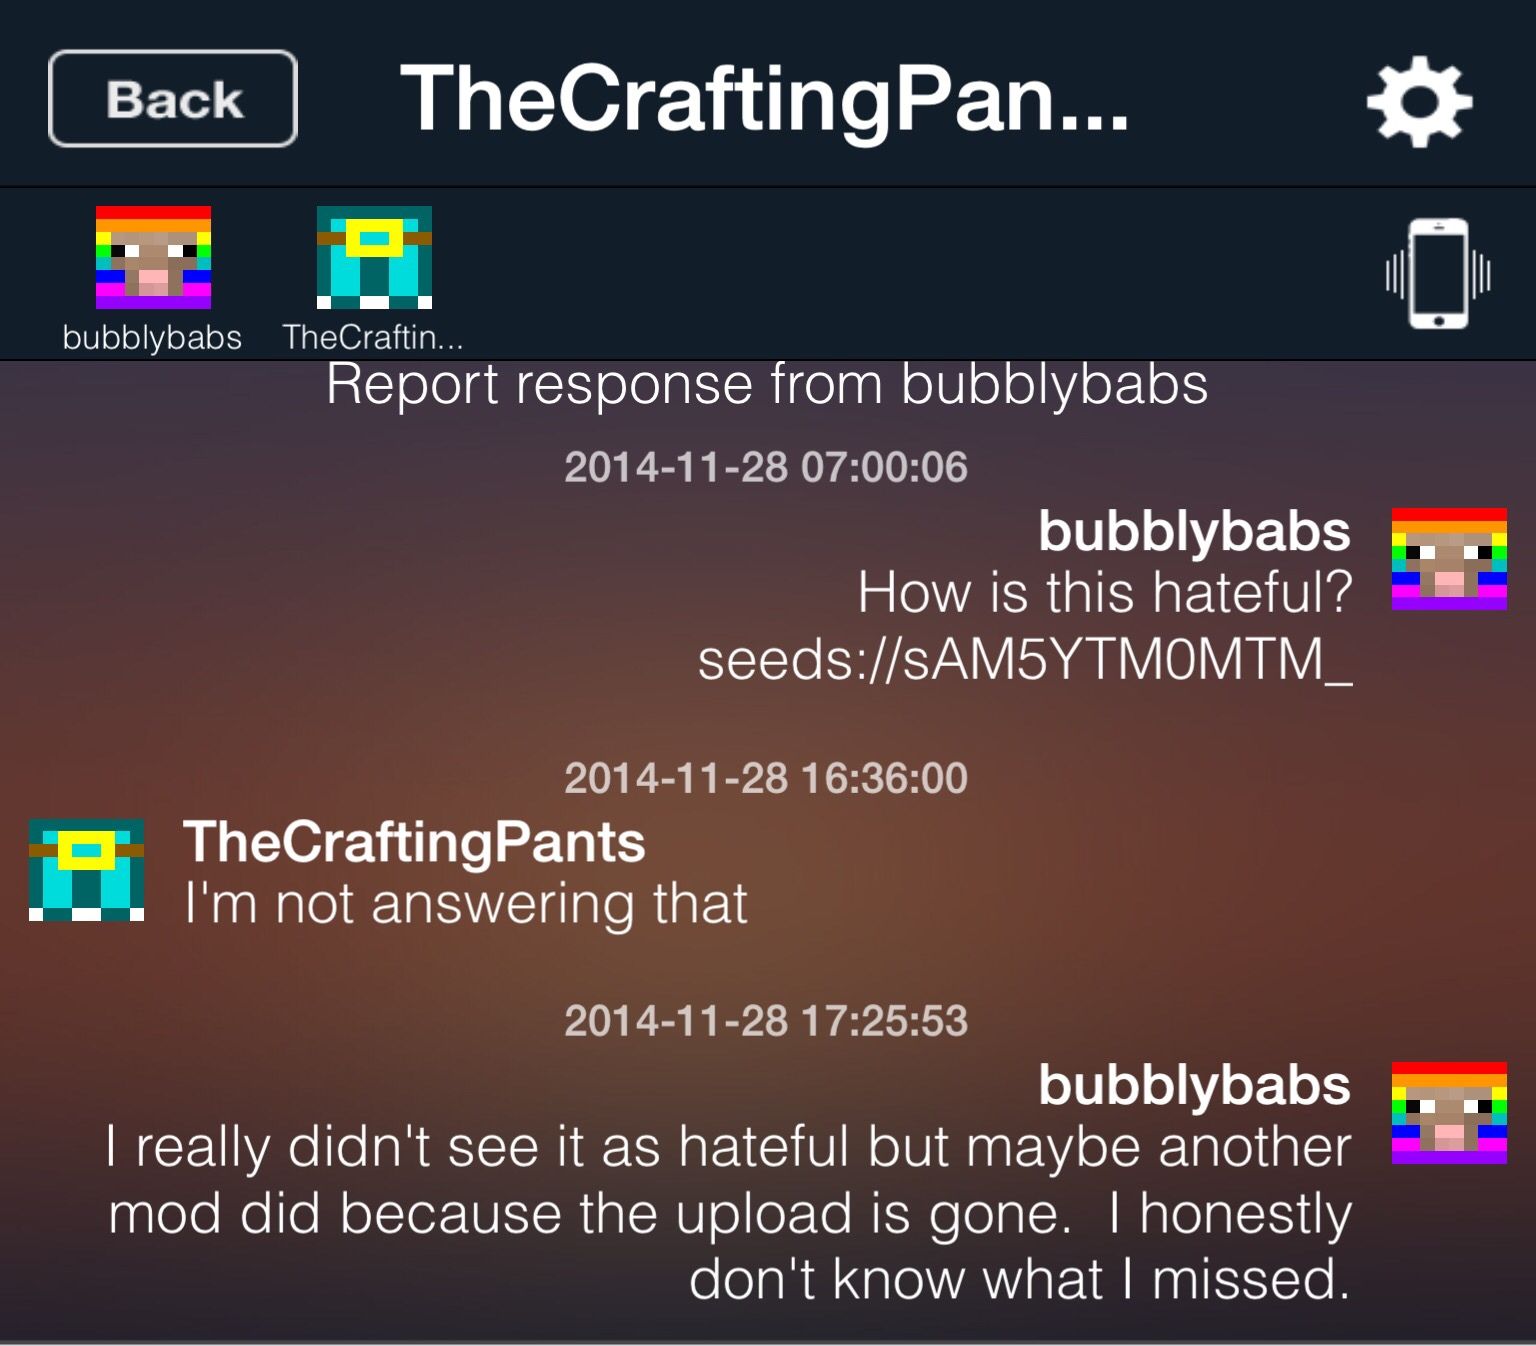 Back
TheCraftingPan...
bubblybabs
TheCraftin...
Report response from bubblybabs
2014-11-28 07:00:06
bubblybabs
How is this hateful?
seeds://sAM5YTM0MTM_
2014-11-28 16:36:00
TheCraftingPants
I'm not answering that
2014-11-28 17:25:53
bubblybabs
I really didn't see it as hateful but maybe another
mod did because the upload is gone.  I honestly
don't know what I missed.